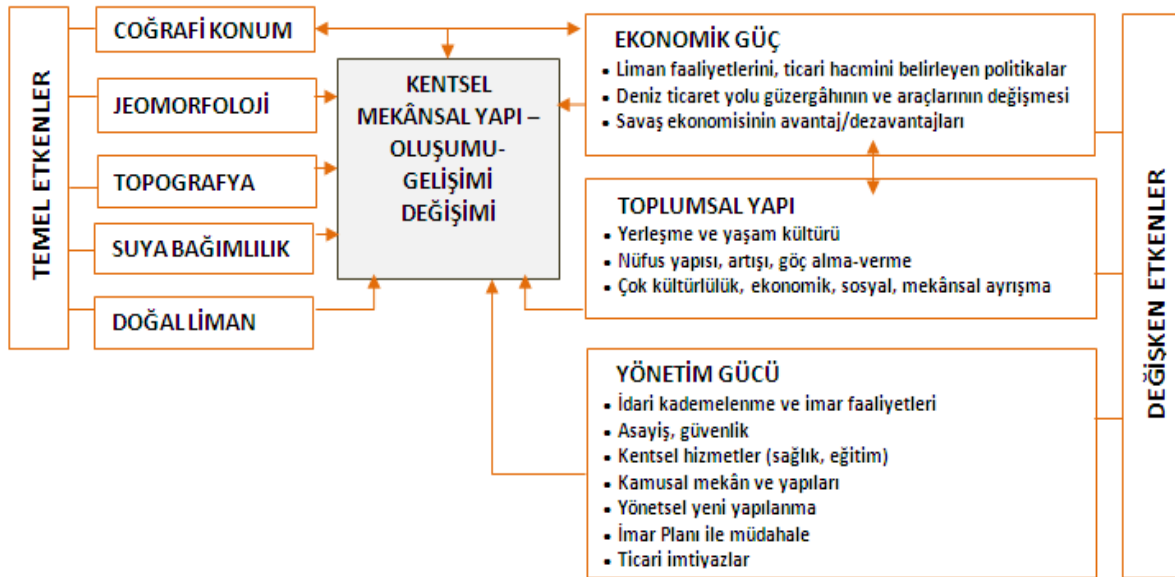 TEMEL ETKENLER
COĞRAFİ KONUM
JEOMORFOLOJİ
TOPOGRAFYA
SUYA BAĞIMLILIK
DOĞAL LİMAN
KENTSEL
MEKÂNSAL YAPI –
OLUŞUMU-
GELİŞİMİ
DEĞİŞİMİ
EKONOMİK GÜÇ
▪ Liman faaliyetlerini, ticari hacmini belirleyen politikalar
▪ Deniz ticaret yolu güzergâhının ve araçlarının değişmesi
▪ Savaş ekonomisinin avantaj/dezavantajları
TOPLUMSAL YAPI
▪ Yerleşme ve yaşam kültürü
▪ Nüfus yapısı, artışı, göç alma-verme
▪ Çok kültürlülük, ekonomik, sosyal, mekânsal ayrışma
YÖNETİM GÜCÜ
▪ İdari kademelenme ve imar faaliyetleri
▪ Asayiş, güvenlik
▪ Kentsel hizmetler (sağlık, eğitim)
▪ Kamusal mekân ve yapıları
▪ Yönetsel yeni yapılanma
▪ İmar Planı ile müdahale
▪ Ticari imtiyazlar
DEĞİŞKEN ETKENLER